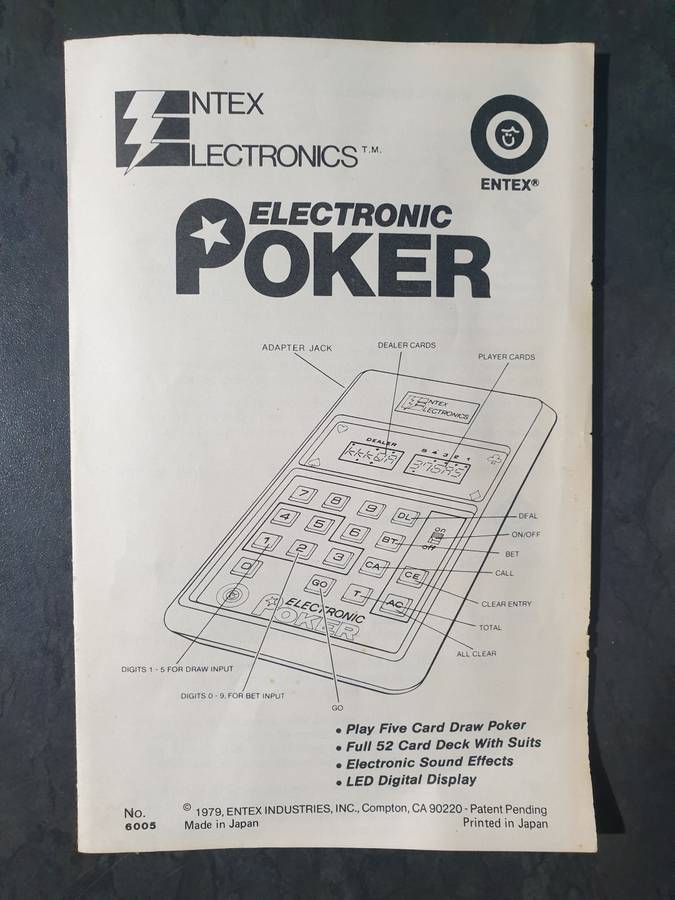 ENTEX
ELECTRONICS T.M.
ENTEX®
ELECTRONIC
POKER
ADAPTER JACK
DEALER CARDS
PLAYER CARDS
ENTEX
ELECTRONICS
DEALER
5 4 3 2 1
7 8 9 DL
4 5 6 BT
1 2 3 CA CE
0 GO T AC
on
off
ELECTRONIC
POKER
DEAL
ON/OFF
BET
CALL
CLEAR ENTRY
TOTAL
ALL CLEAR
DIGITS 1 - 5 FOR DRAW INPUT
DIGITS 0 - 9, FOR BET INPUT
GO
• Play Five Card Draw Poker
• Full 52 Card Deck With Suits
• Electronic Sound Effects
• LED Digital Display
No.
6005
© 1979, ENTEX INDUSTRIES, INC., Compton, CA 90220 - Patent Pending
Made in Japan
Printed in Japan